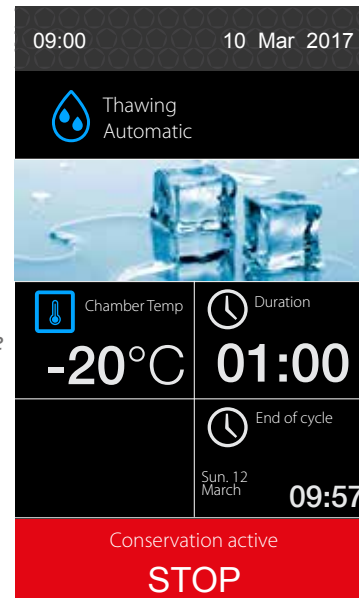 09:00 10 Mar 2017
Thawing
Automatic
Chamber Temp
-20°C
Duration
01:00
End of cycle
Sun. 12
March
09:57
Conservation active
STOP